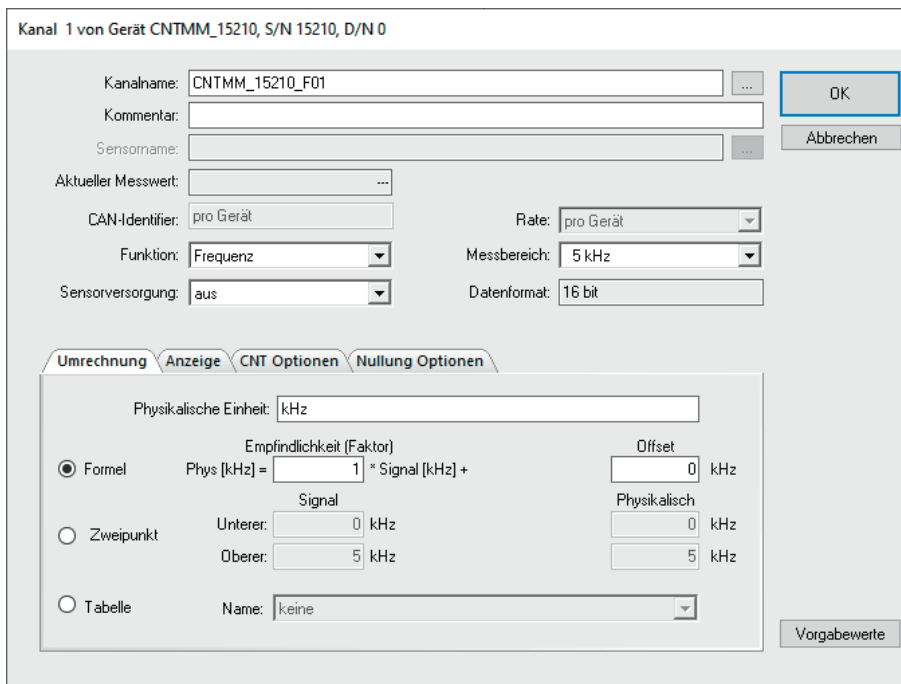 Kanal 1 von Gerät CNTMM_15210, S/N 15210, D/N 0
Kanalname: CNTMM_15210_F01 ... OK
Kommentar:
Abbrechen
Sensorname: ...
Aktueller Messwert: ---
CAN-Identifier: pro Gerät Rate: pro Gerät
Funktion: Frequenz Messbereich: 5 kHz
Sensorversorgung: aus Datenformat: 16 bit
Umrechnung Anzeige CNT Optionen Nullung Optionen
Physikalische Einheit: kHz
Empfindlichkeit (Faktor) Offset
Formel Phys [kHz] = 1 * Signal [kHz] + 0 kHz
Signal Physikalisch
Unterer: 0 kHz 0 kHz
Zweipunkt
Oberer: 5 kHz 5 kHz
Tabelle Name: keine
Vorgabewerte